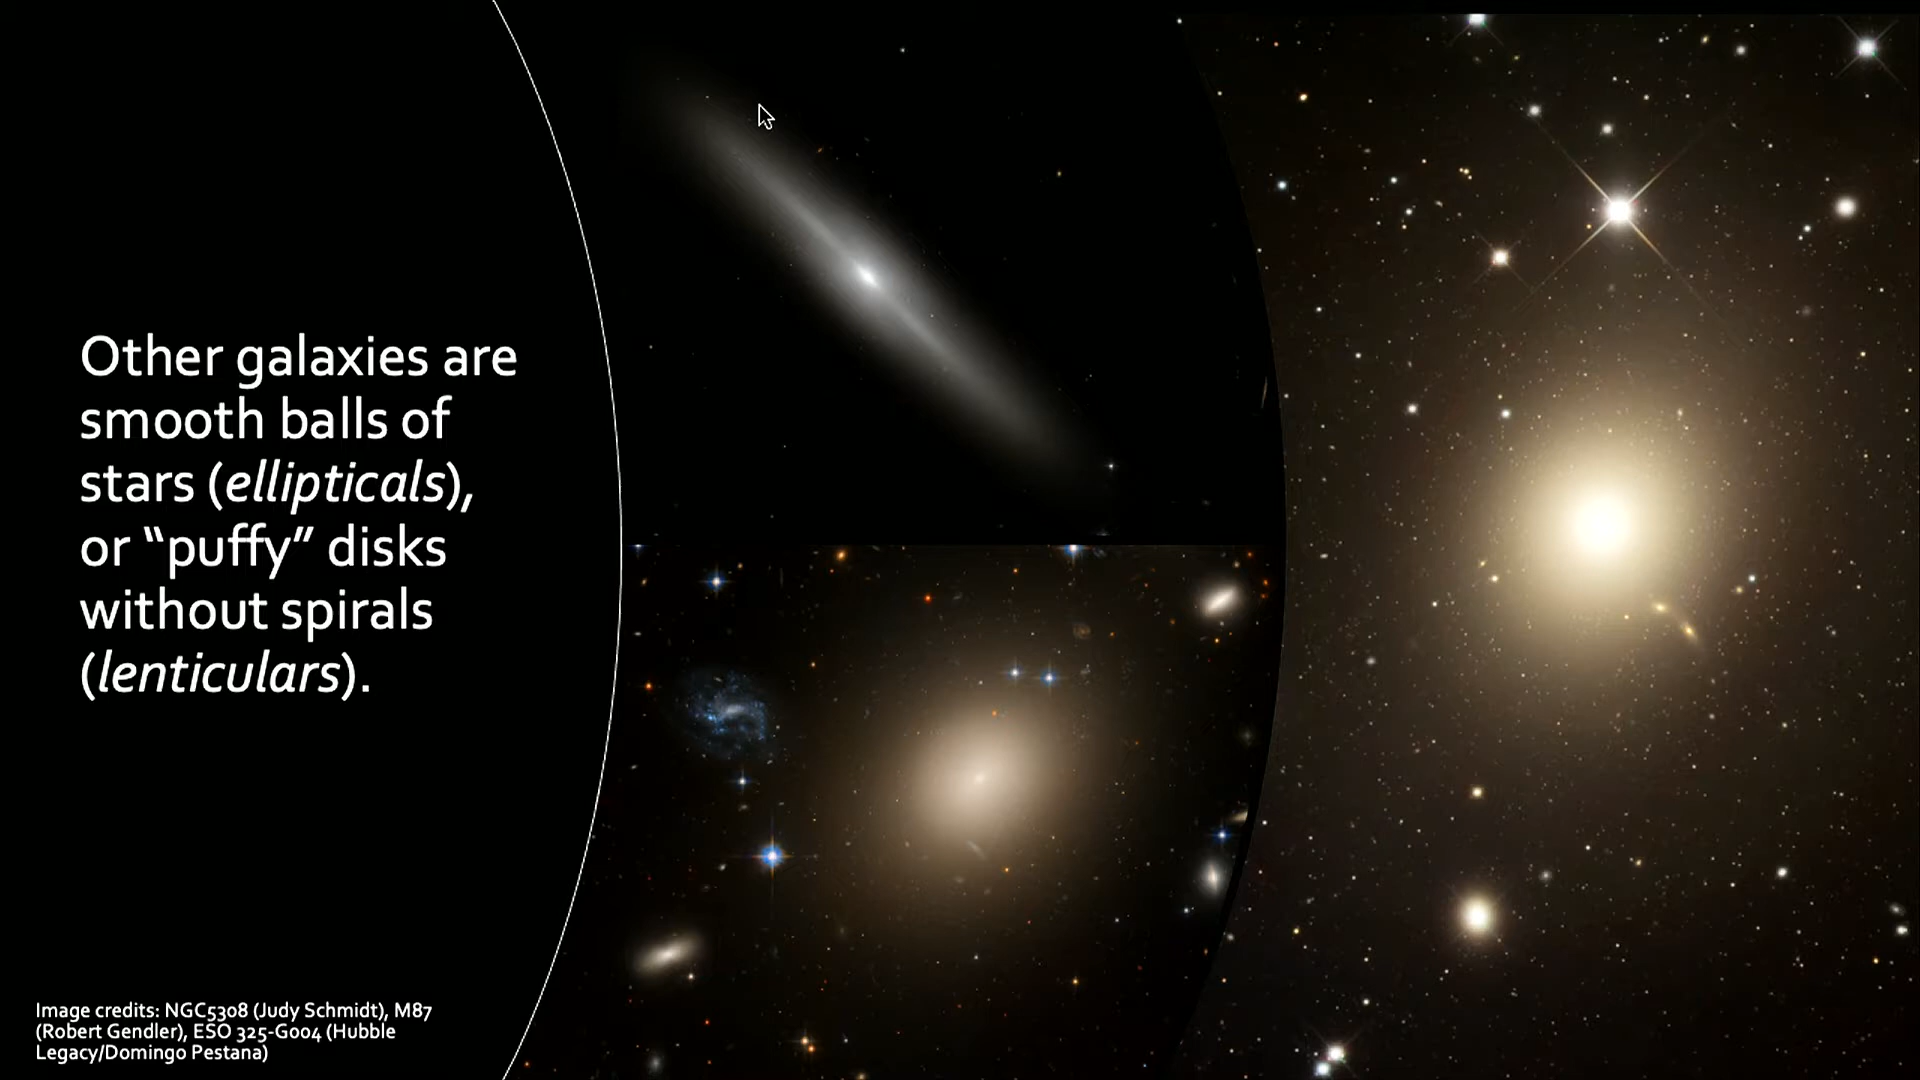 Other galaxies are
smooth balls of
stars (ellipticals),
or “puffy” disks
without spirals
(lenticulars).
Image credits: NGC5308 (Judy Schmidt), M87
(Robert Gendler), ESO 325-G004 (Hubble
Legacy/Domingo Pestana)